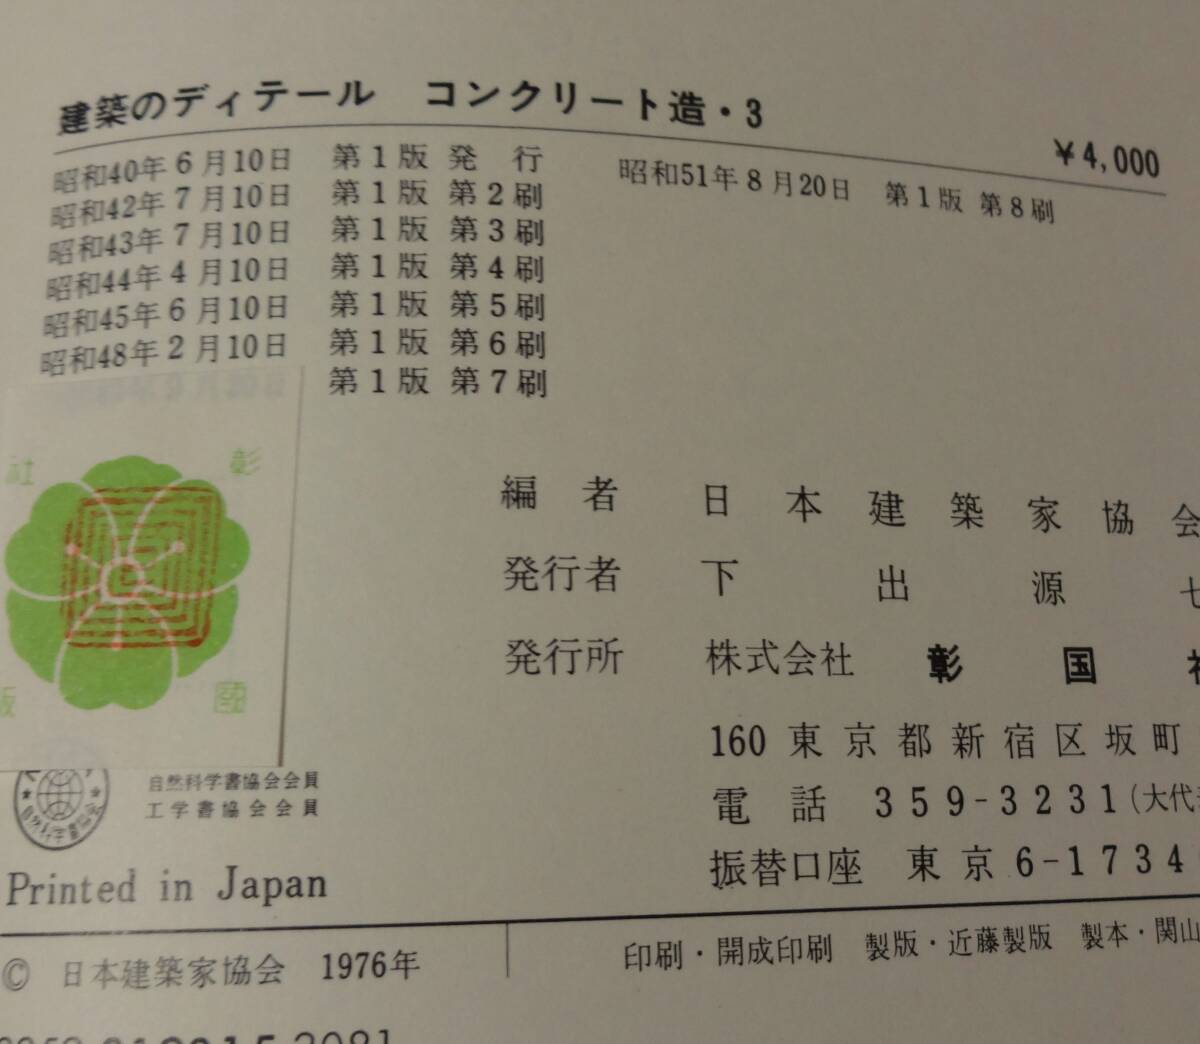 建築のディテール　コンクリート造・3
¥4,000
昭和40年6月10日　第1版 発　行
昭和42年7月10日　第1版 第2刷
昭和43年7月10日　第1版 第3刷
昭和44年4月10日　第1版 第4刷
昭和45年6月10日　第1版 第5刷
昭和48年2月10日　第1版 第6刷
第1版 第7刷
昭和51年8月20日　第1版 第8刷
彰
社
國
版
編　者　日本建築家協会
発行者　下出源七
発行所　株式会社　彰国社
160 東京都新宿区坂町
電　話　359-3231（大代表
振替口座　東京6-1734
自然科学書協会会員
工学書協会会員
Printed in Japan
© 日本建築家協会　1976年
印刷・開成印刷　製版・近藤製版　製本・関山